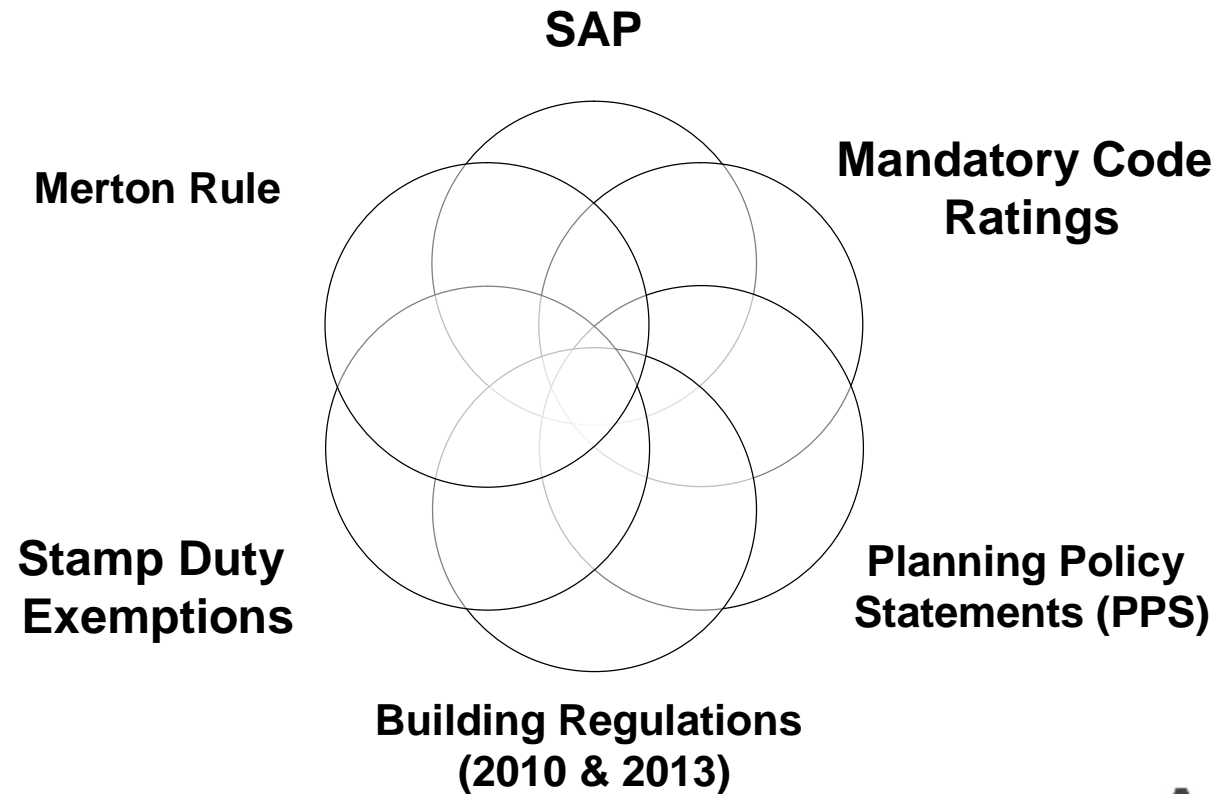 SAP
Merton Rule
Mandatory Code
Ratings
Stamp Duty
Exemptions
Planning Policy
Statements (PPS)
Building Regulations
(2010 & 2013)